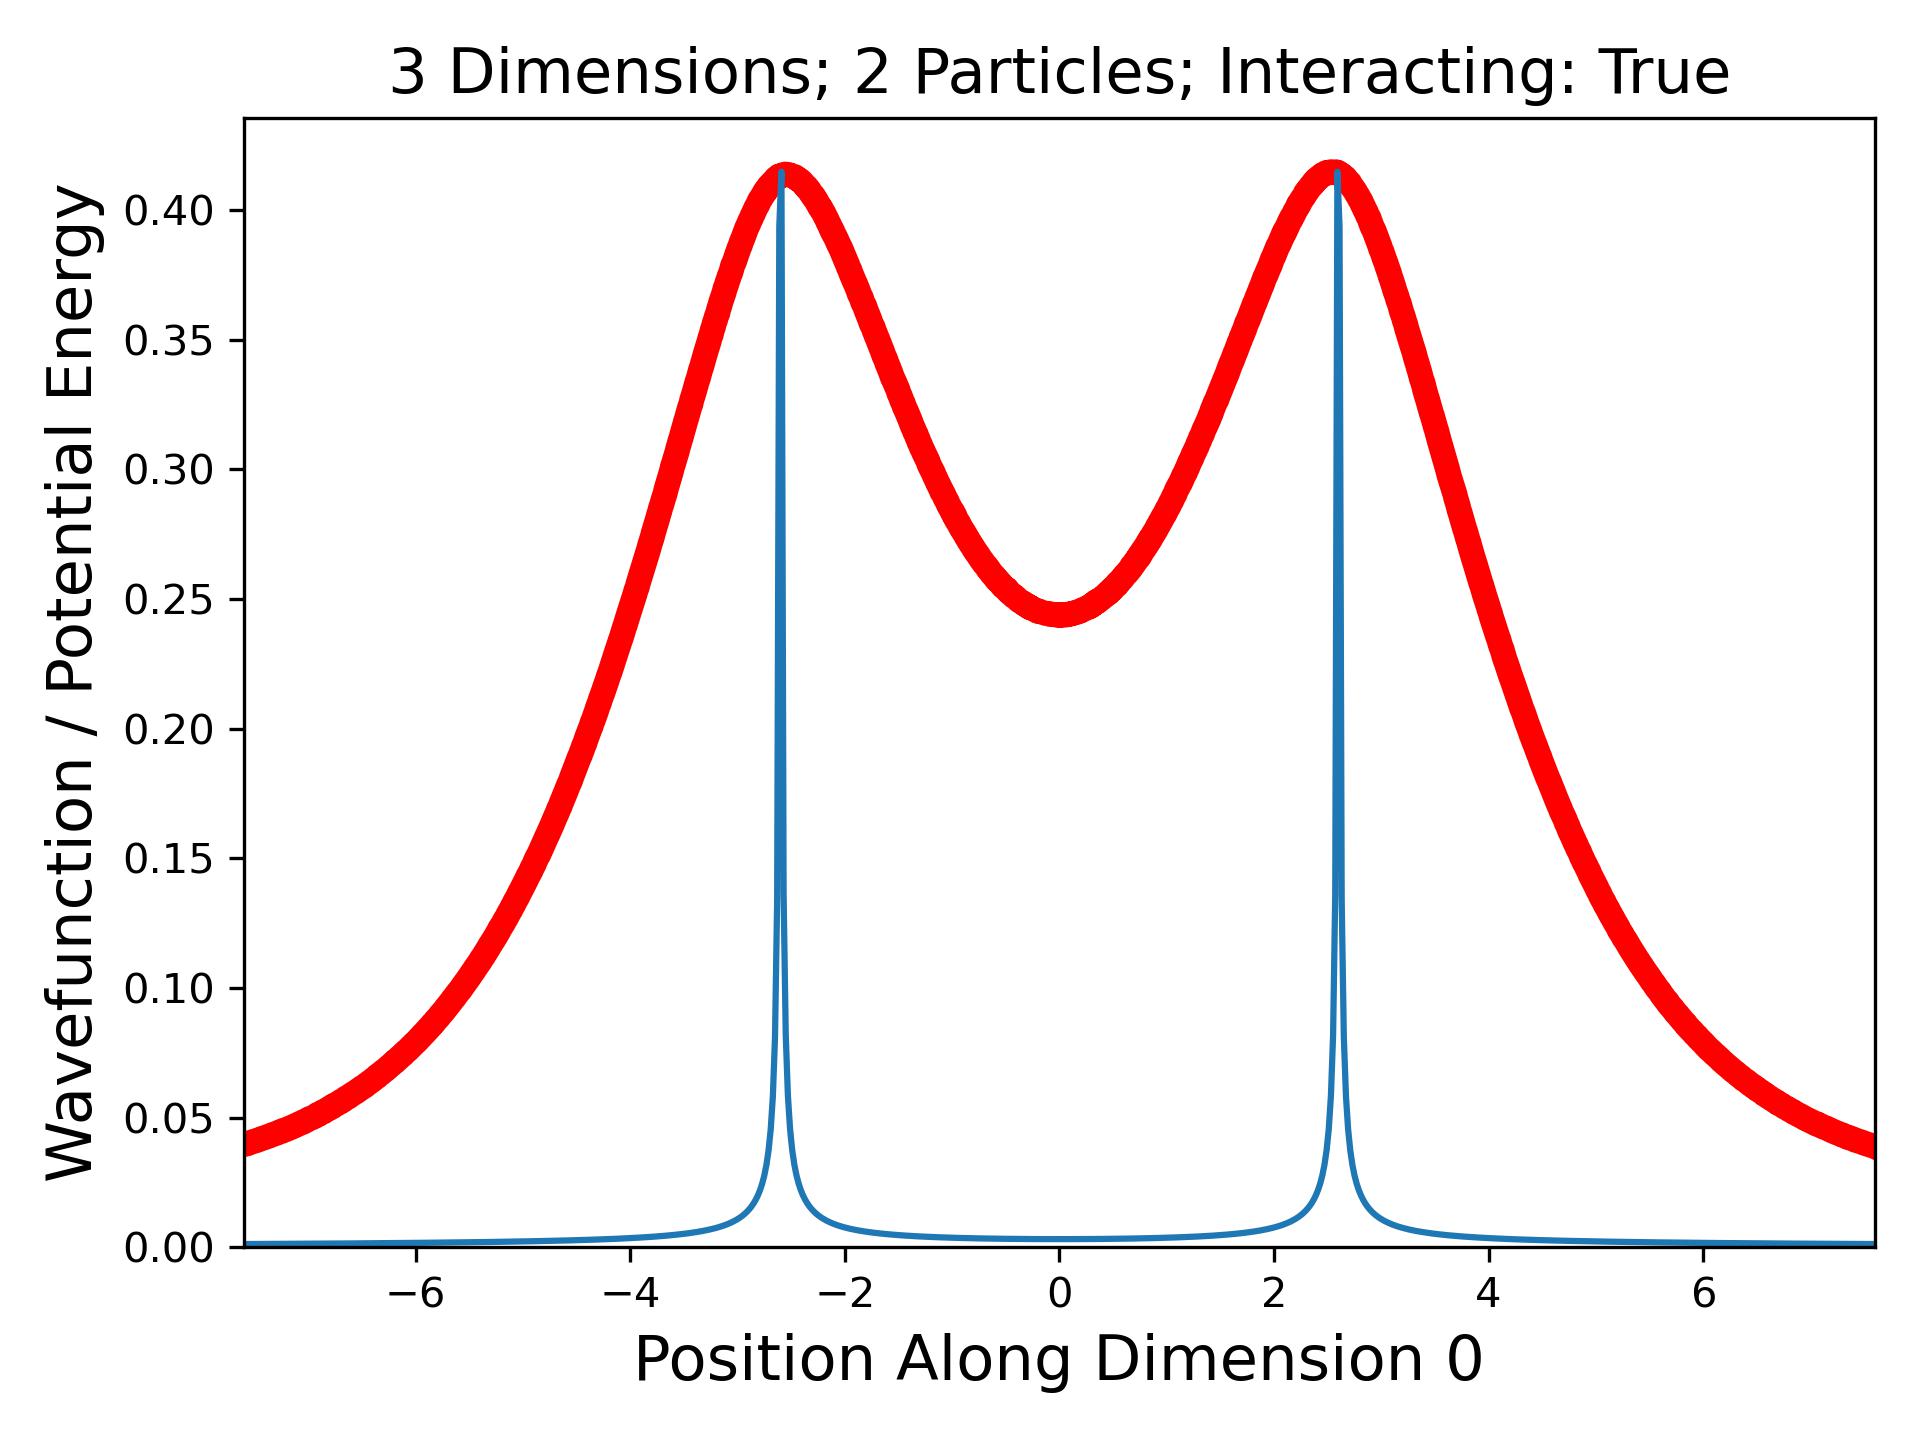 3 Dimensions; 2 Particles; Interacting: True
Wavefunction / Potential Energy
0.40
0.35
0.30
0.25
0.20
0.15
0.10
0.05
0.00
−6 −4 −2 0 2 4 6
Position Along Dimension 0